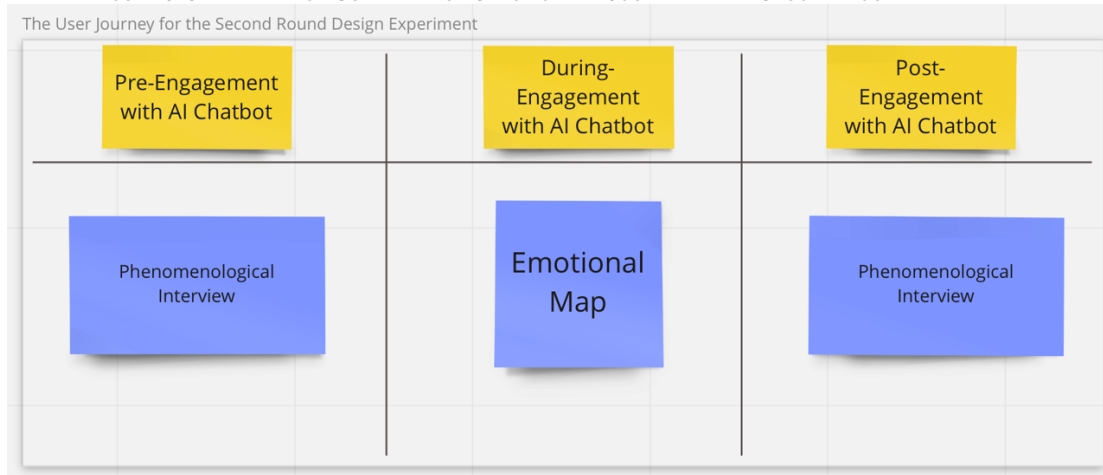 The User Journey for the Second Round Design Experiment
Pre-Engagement
with AI Chatbot
During-
Engagement
with AI Chatbot
Post-
Engagement
with AI Chatbot
Phenomenological
Interview
Emotional
Map
Phenomenological
Interview